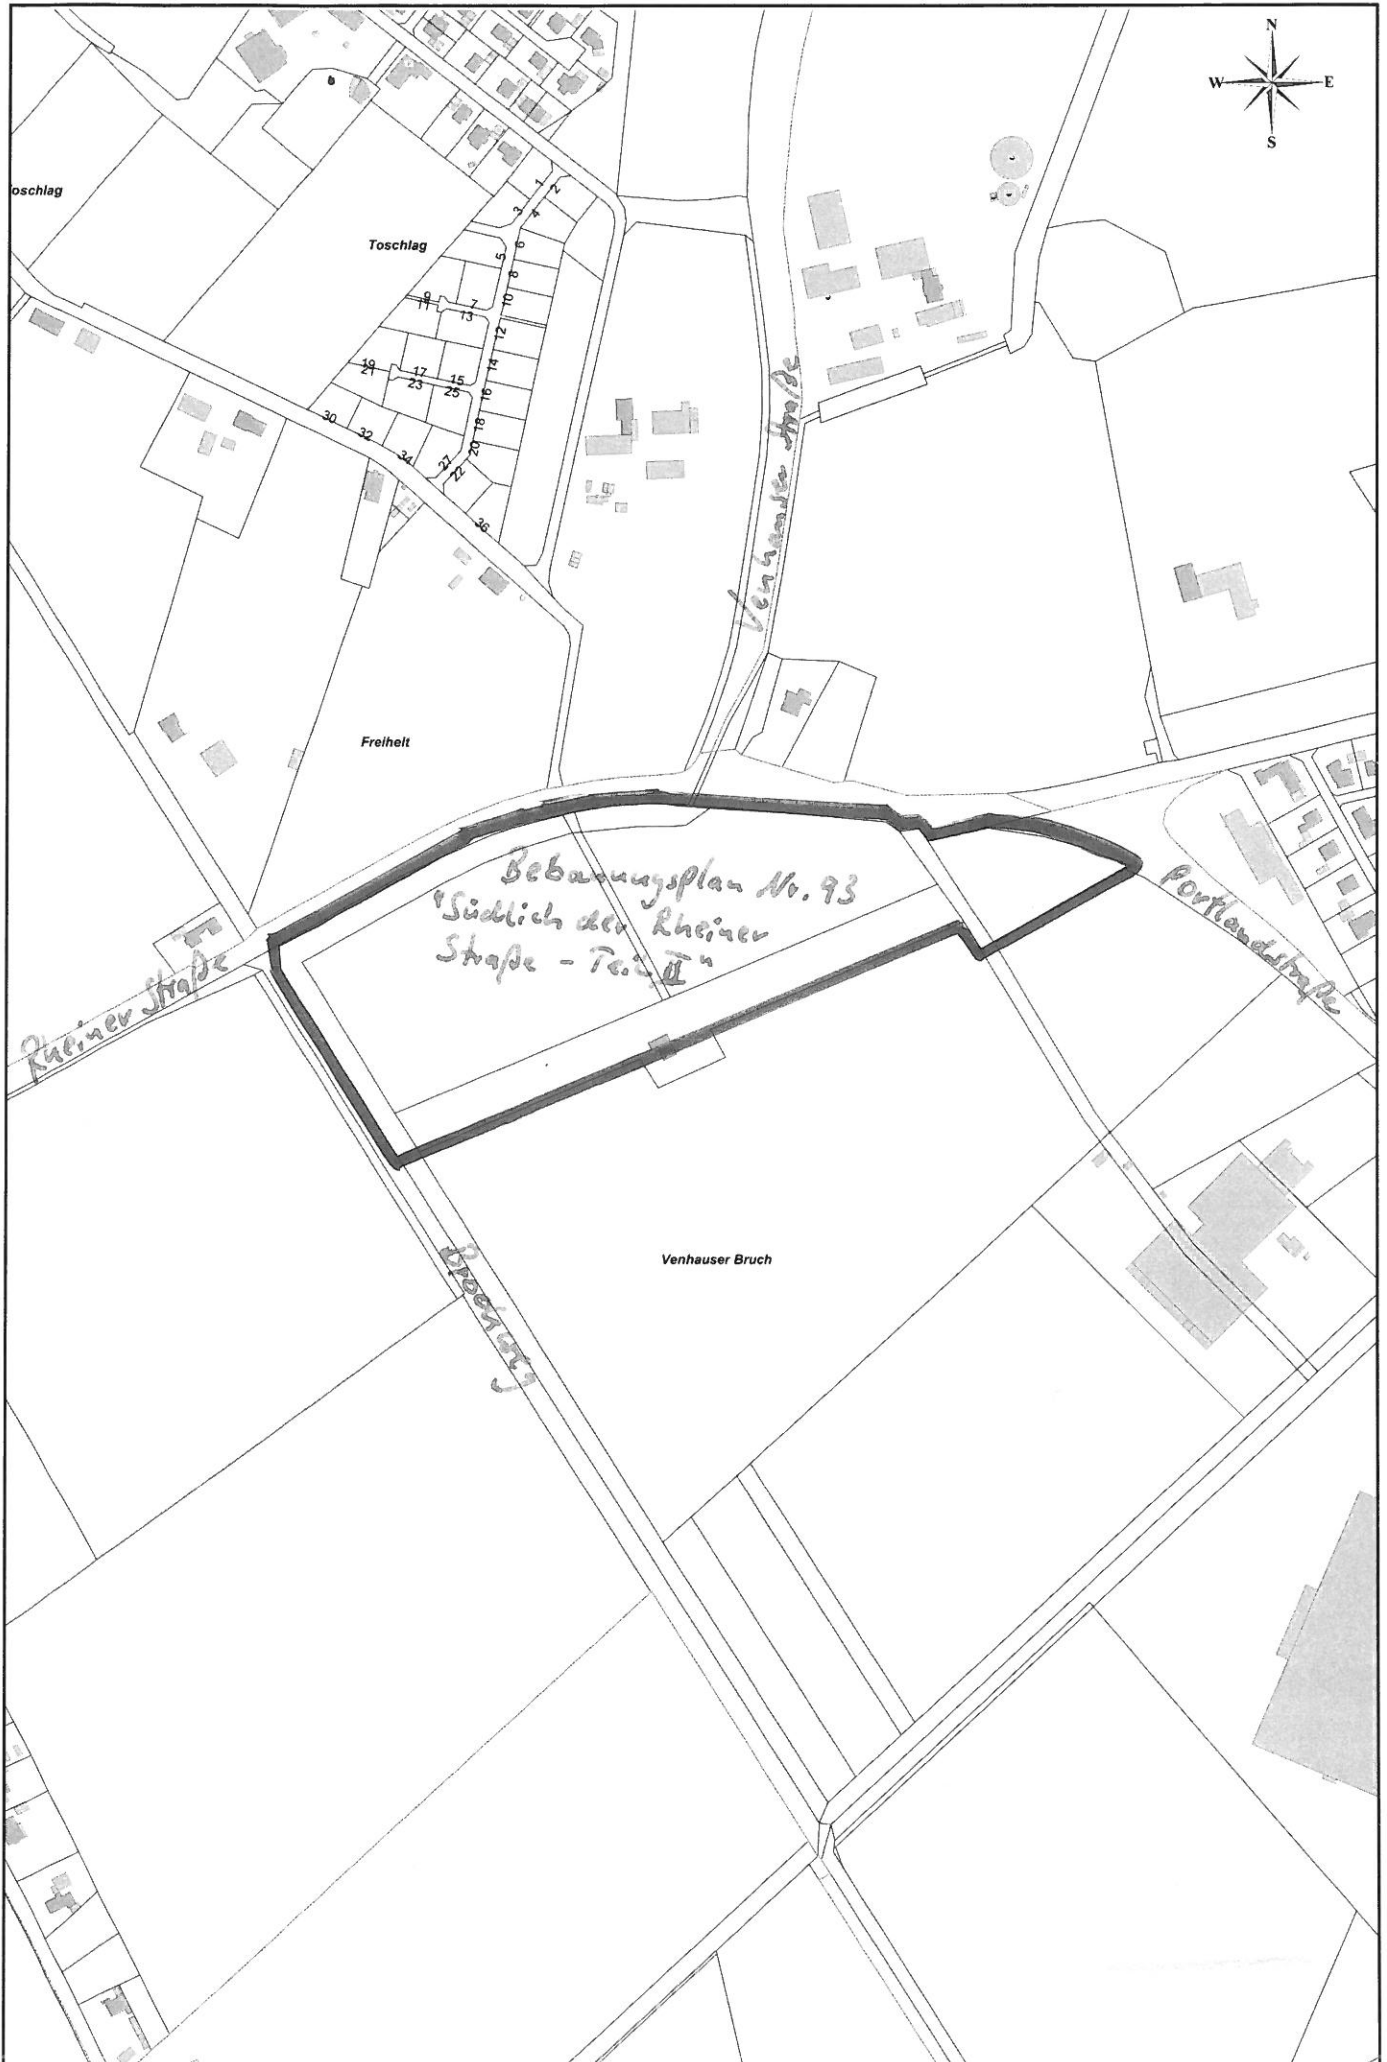 N
W E
S
oschlag
Toschlag
1
2
3
4
5
6
8
9
11
7
13
10
12
14
19
21
17
23
15
25
16
18
20
30
32
34
27
22
36
Venhauser Straße
Freihelt
Bebauungsplan Nr. 93
"Südlich der Rheiner
Straße - Teil II"
Portlandstraße
Rheiner Straße
Venhauser Bruch